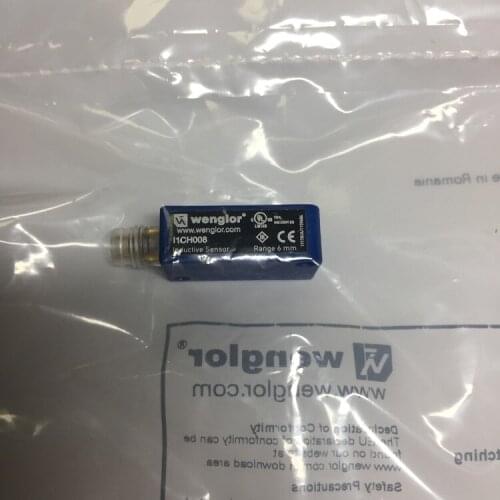 e in Romania
wenglor®
www.wenglor.com
I1CH008
Inductive Sensor
Range 6 mm
wenglor®
www.wenglor.com
Declaration of Conformity
The EU declaration of conformity can be
found on our website at
www.wenglor.com in download area
Safety Precautions
tching